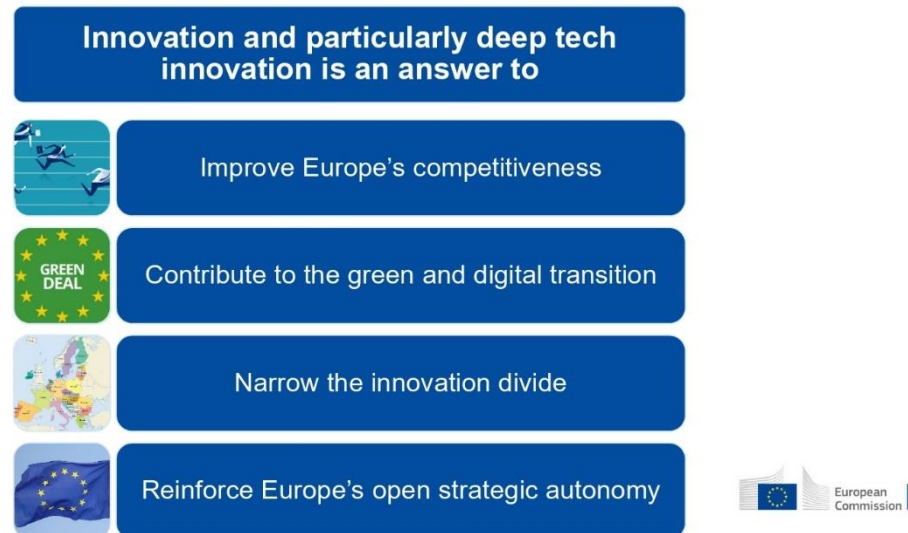 Innovation and particularly deep tech
innovation is an answer to
Improve Europe's competitiveness
GREEN
DEAL
Contribute to the green and digital transition
Narrow the innovation divide
Reinforce Europe's open strategic autonomy
European
Commission